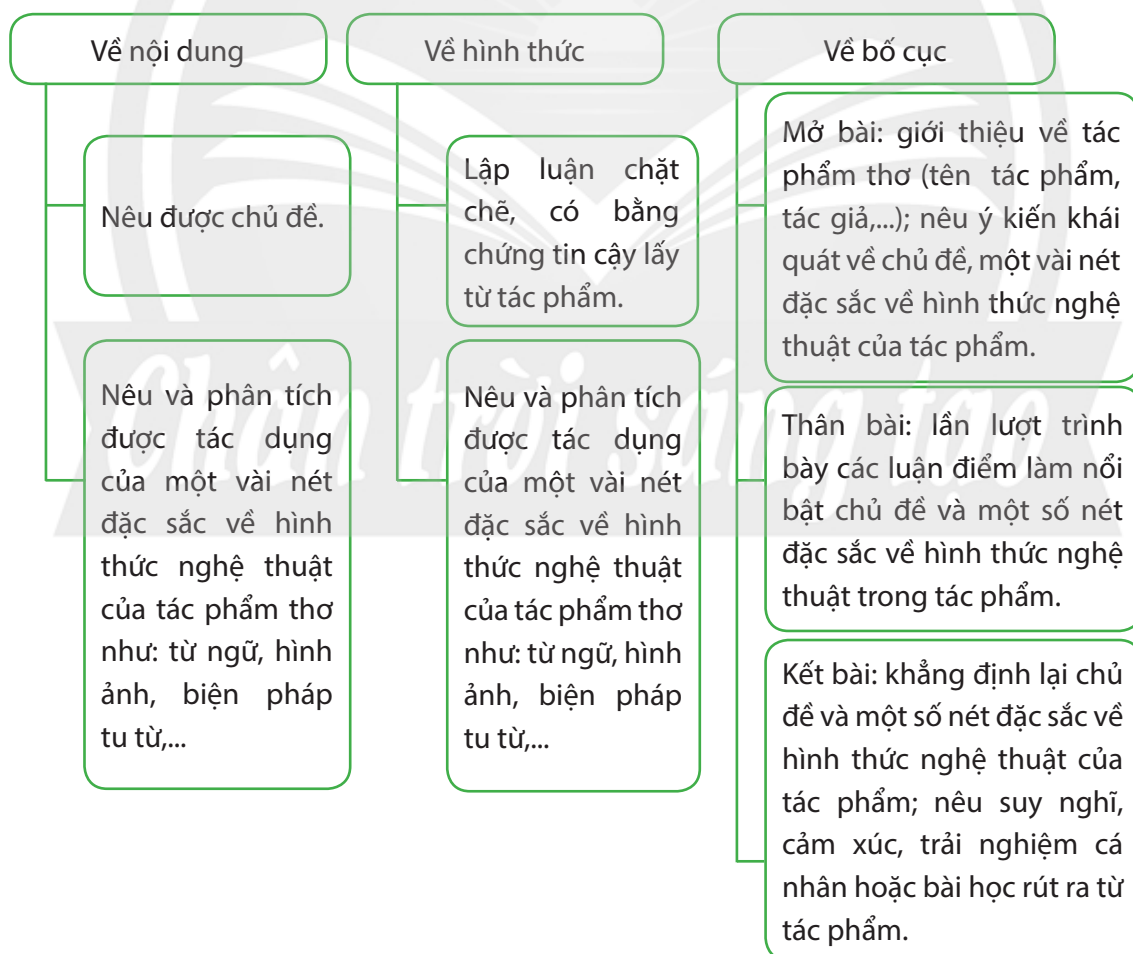 Về nội dung
Nêu được chủ đề.
Nêu và phân tích
được tác dụng
của một vài nét
đặc sắc về hình
thức nghệ thuật
của tác phẩm thơ
như: từ ngữ, hình
ảnh, biện pháp
tu từ,...
Về hình thức
Lập luận chặt
chẽ, có bằng
chứng tin cậy lấy
từ tác phẩm.
Nêu và phân tích
được tác dụng
của một vài nét
đặc sắc về hình
thức nghệ thuật
của tác phẩm thơ
như: từ ngữ, hình
ảnh, biện pháp
tu từ,...
Về bố cục
Mở bài: giới thiệu về tác
phẩm thơ (tên tác phẩm,
tác giả,...); nêu ý kiến khái
quát về chủ đề, một vài nét
đặc sắc về hình thức nghệ
thuật của tác phẩm.
Thân bài: lần lượt trình
bày các luận điểm làm nổi
bật chủ đề và một số nét
đặc sắc về hình thức nghệ
thuật trong tác phẩm.
Kết bài: khẳng định lại chủ
đề và một số nét đặc sắc về
hình thức nghệ thuật của
tác phẩm; nêu suy nghĩ,
cảm xúc, trải nghiệm cá
nhân hoặc bài học rút ra từ
tác phẩm.
Chân trời sáng tạo